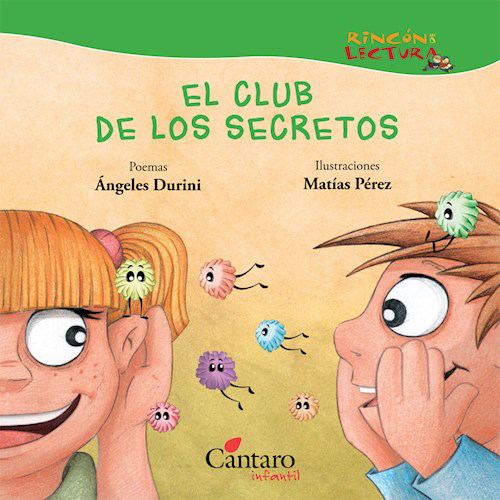 RINCÓN DE
LECTURA
EL CLUB
DE LOS SECRETOS
Poemas
Ángeles Durini
Ilustraciones
Matías Pérez
Cántaro
infantil